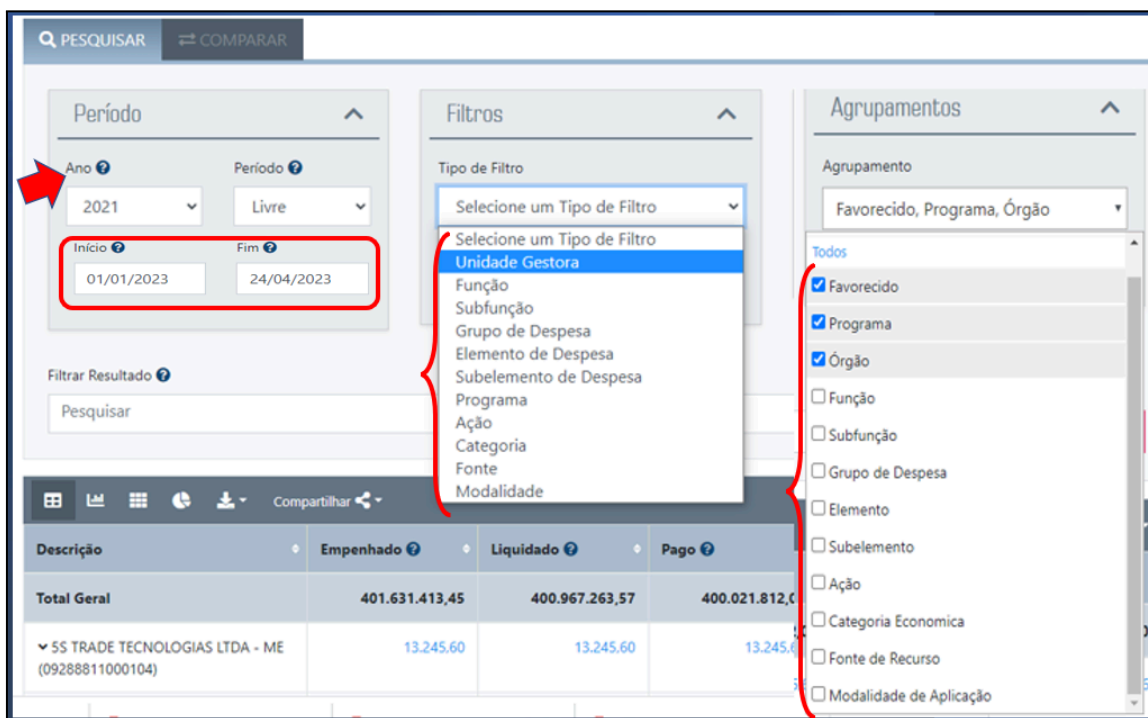 PESQUISAR
COMPARAR
Período
Ano
Período
2021
Livre
Início
Fim
01/01/2023
24/04/2023
Filtros
Tipo de Filtro
Selecione um Tipo de Filtro
Selecione um Tipo de Filtro
Unidade Gestora
Função
Subfunção
Grupo de Despesa
Elemento de Despesa
Subelemento de Despesa
Programa
Ação
Categoria
Fonte
Modalidade
Agrupamentos
Agrupamento
Favorecido, Programa, Órgão
Todos
Favorecido
Programa
Órgão
Função
Subfunção
Grupo de Despesa
Elemento
Subelemento
Ação
Categoria Economica
Fonte de Recurso
Modalidade de Aplicação
Filtrar Resultado
Pesquisar
Compartilhar
Descrição Empenhado Liquidado Pago
Total Geral 401.631.413,45 400.967.263,57 400.021.812,
5S TRADE TECNOLOGIAS LTDA - ME 13.245,60 13.245,60 13.245,
(09288811000104)